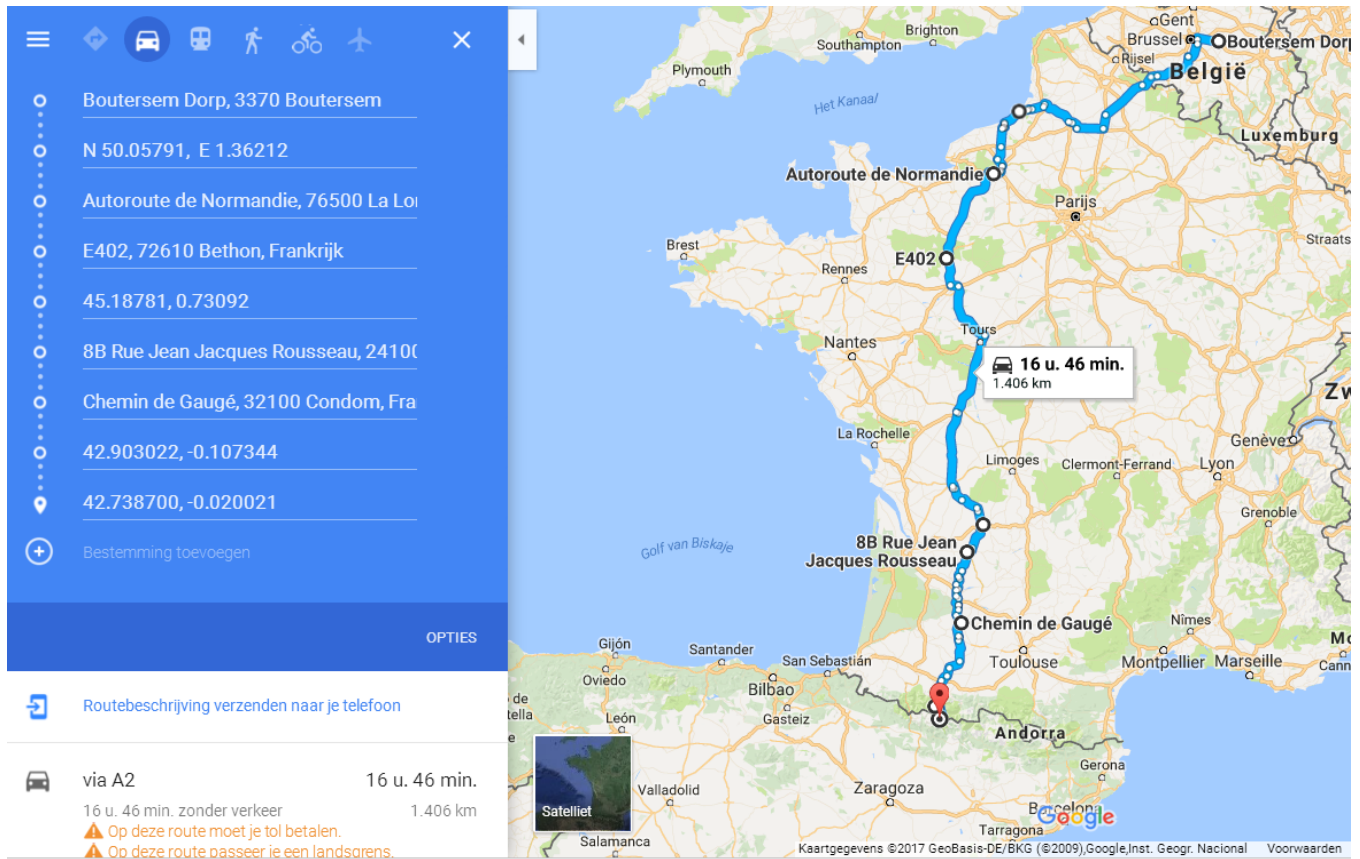 Boutersem Dorp, 3370 Boutersem
N 50.05791, E 1.36212
Autoroute de Normandie, 76500 La Lo
E402, 72610 Bethon, Frankrijk
45.18781, 0.73092
8B Rue Jean Jacques Rousseau, 2410
Chemin de Gaugé, 32100 Condom, Fra
42.903022, -0.107344
42.738700, -0.020021
Bestemming toevoegen
OPTIES
Routebeschrijving verzenden naar je telefoon
via A2
16 u. 46 min.
16 u. 46 min. zonder verkeer
1.406 km
Op deze route moet je tol betalen.
Op deze route passeer je een landsgrens.
Gent
Brighton
Southampton
Brussel
Boutersem Dorp
Rijsel
België
Plymouth
Het Kanaal
Luxemburg
Autoroute de Normandie
Parijs
Straats
Brest
E402
Rennes
Tours
Nantes
16 u. 46 min.
1.406 km
Zw
La Rochelle
Genève
Limoges
Clermont-Ferrand
Lyon
Grenoble
8B Rue Jean
Jacques Rousseau
Golf van Biskaje
Chemin de Gaugé
Nîmes
Mo
Gijón
Santander
San Sebastián
Toulouse
Montpellier
Marseille
Cann
Oviedo
Bilbao
de
tella
León
Gasteiz
Andorra
Gerona
Satelliet
Valladolid
Zaragoza
Barcelona
Google
Tarragona
Salamanca
Kaartgegevens ©2017 GeoBasis-DE/BKG (©2009),Google,Inst. Geogr. Nacional
Voorwaarden